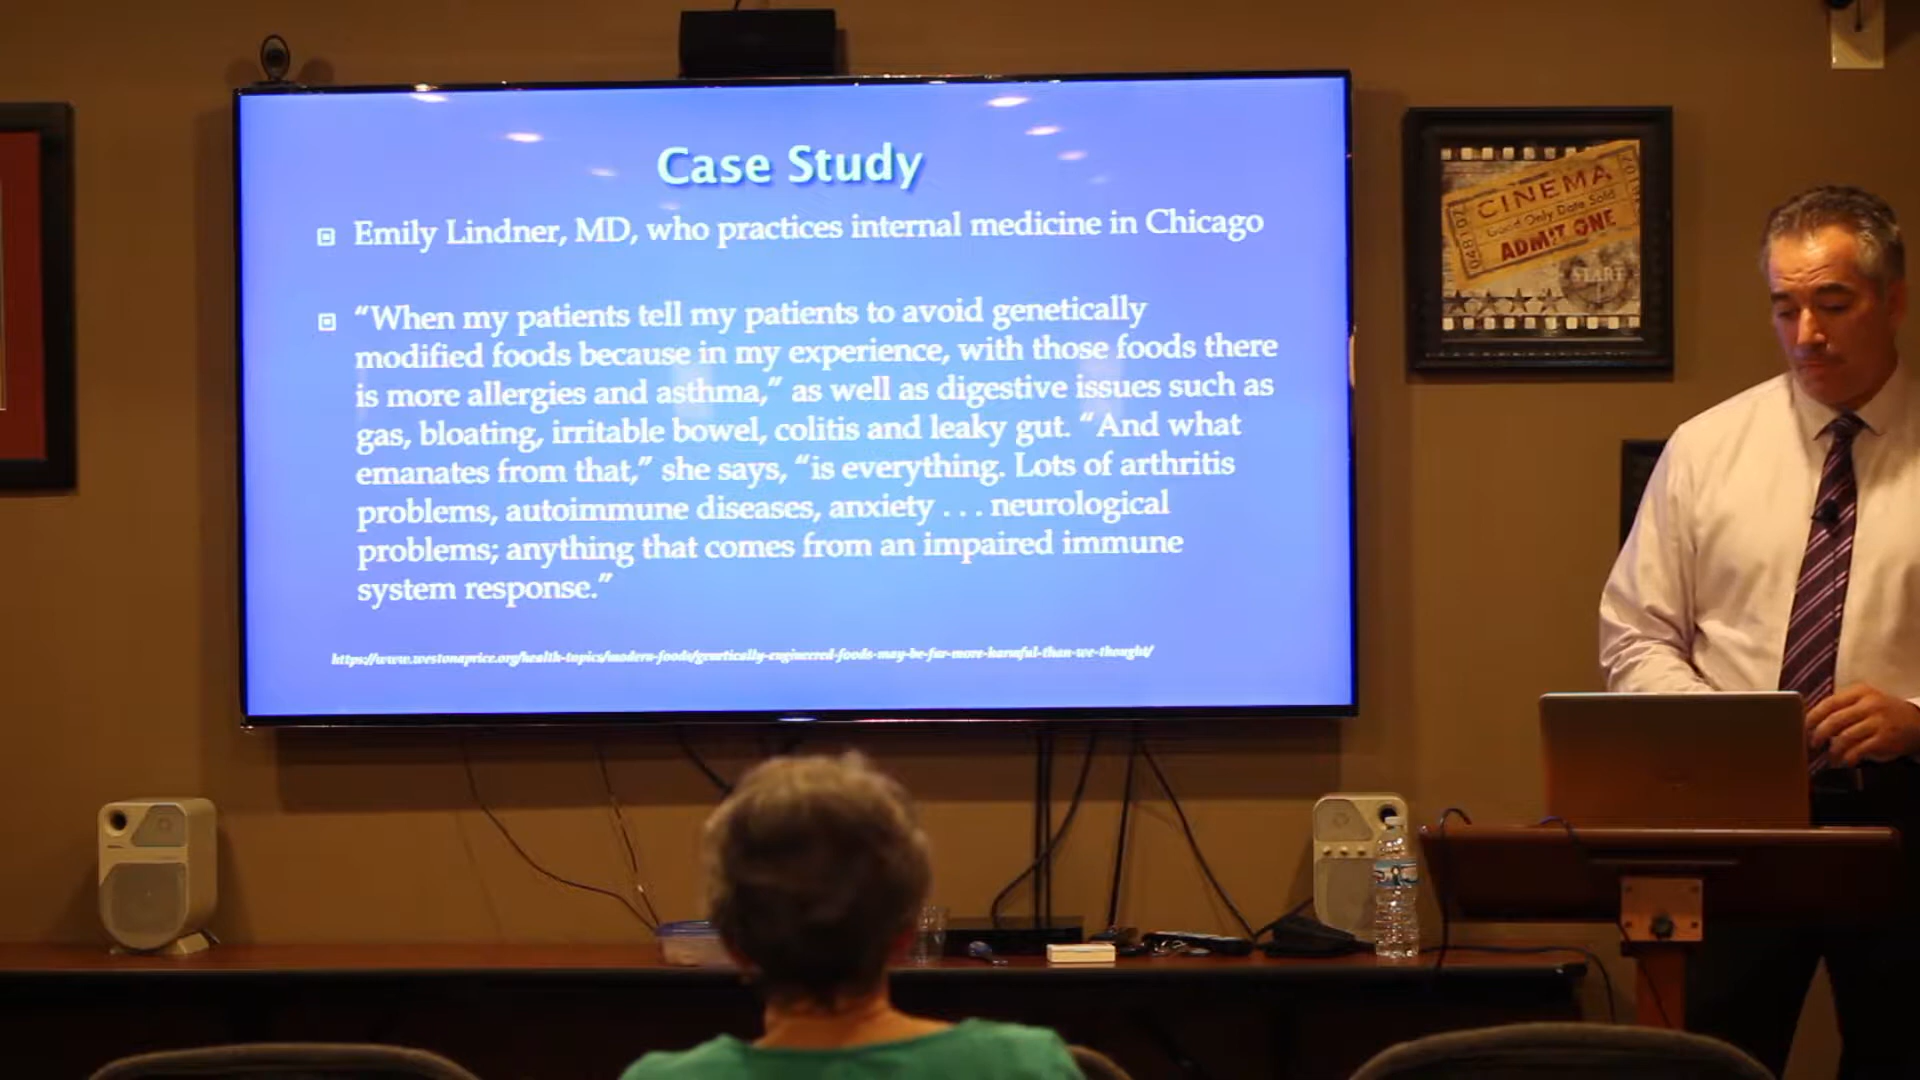 Case Study
Emily Lindner, MD, who practices internal medicine in Chicago
“When my patients tell my patients to avoid genetically
modified foods because in my experience, with those foods there
is more allergies and asthma,” as well as digestive issues such as
gas, bloating, irritable bowel, colitis and leaky gut. “And what
emanates from that,” she says, “is everything. Lots of arthritis
problems, autoimmune diseases, anxiety . . . neurological
problems; anything that comes from an impaired immune
system response.”
https://www.westonaprice.org/health-topics/modern-foods/genetically-engineered-foods-may-be-far-more-harmful-than-we-thought/
CINEMA
Good Only Date Sold
ADMIT ONE
START